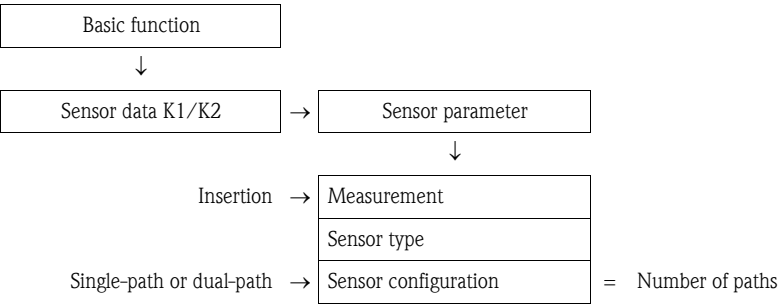 Basic function
↓
Sensor data K1/K2 → Sensor parameter
↓
Insertion → Measurement
Sensor type
Single-path or dual-path → Sensor configuration = Number of paths